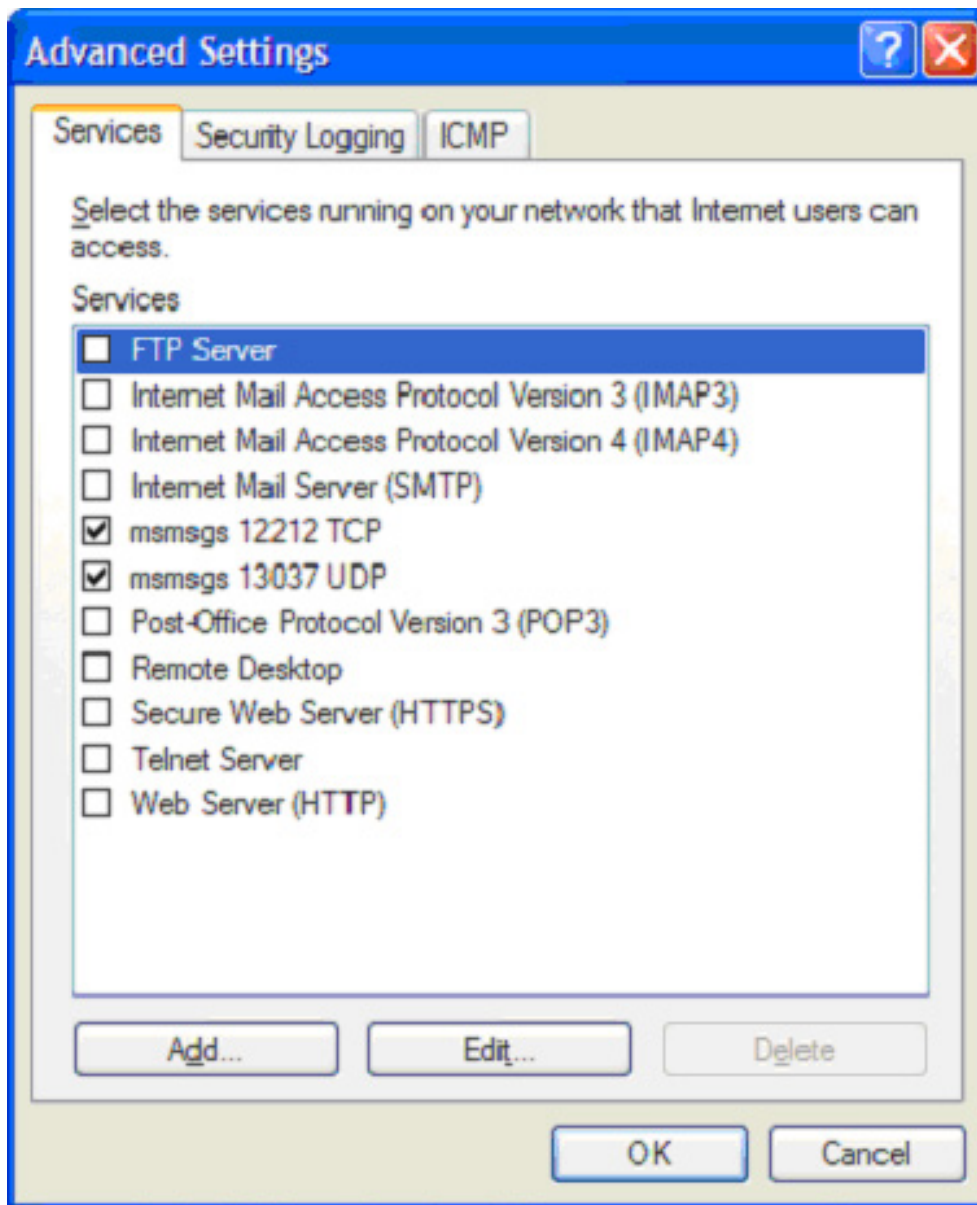 Advanced Settings
Services
Security Logging
ICMP
Select the services running on your network that Internet users can
access.
Services
FTP Server
Internet Mail Access Protocol Version 3 (IMAP3)
Internet Mail Access Protocol Version 4 (IMAP4)
Internet Mail Server (SMTP)
msmsgs 12212 TCP
msmsgs 13037 UDP
Post-Office Protocol Version 3 (POP3)
Remote Desktop
Secure Web Server (HTTPS)
Telnet Server
Web Server (HTTP)
Add...
Edit...
Delete
OK
Cancel